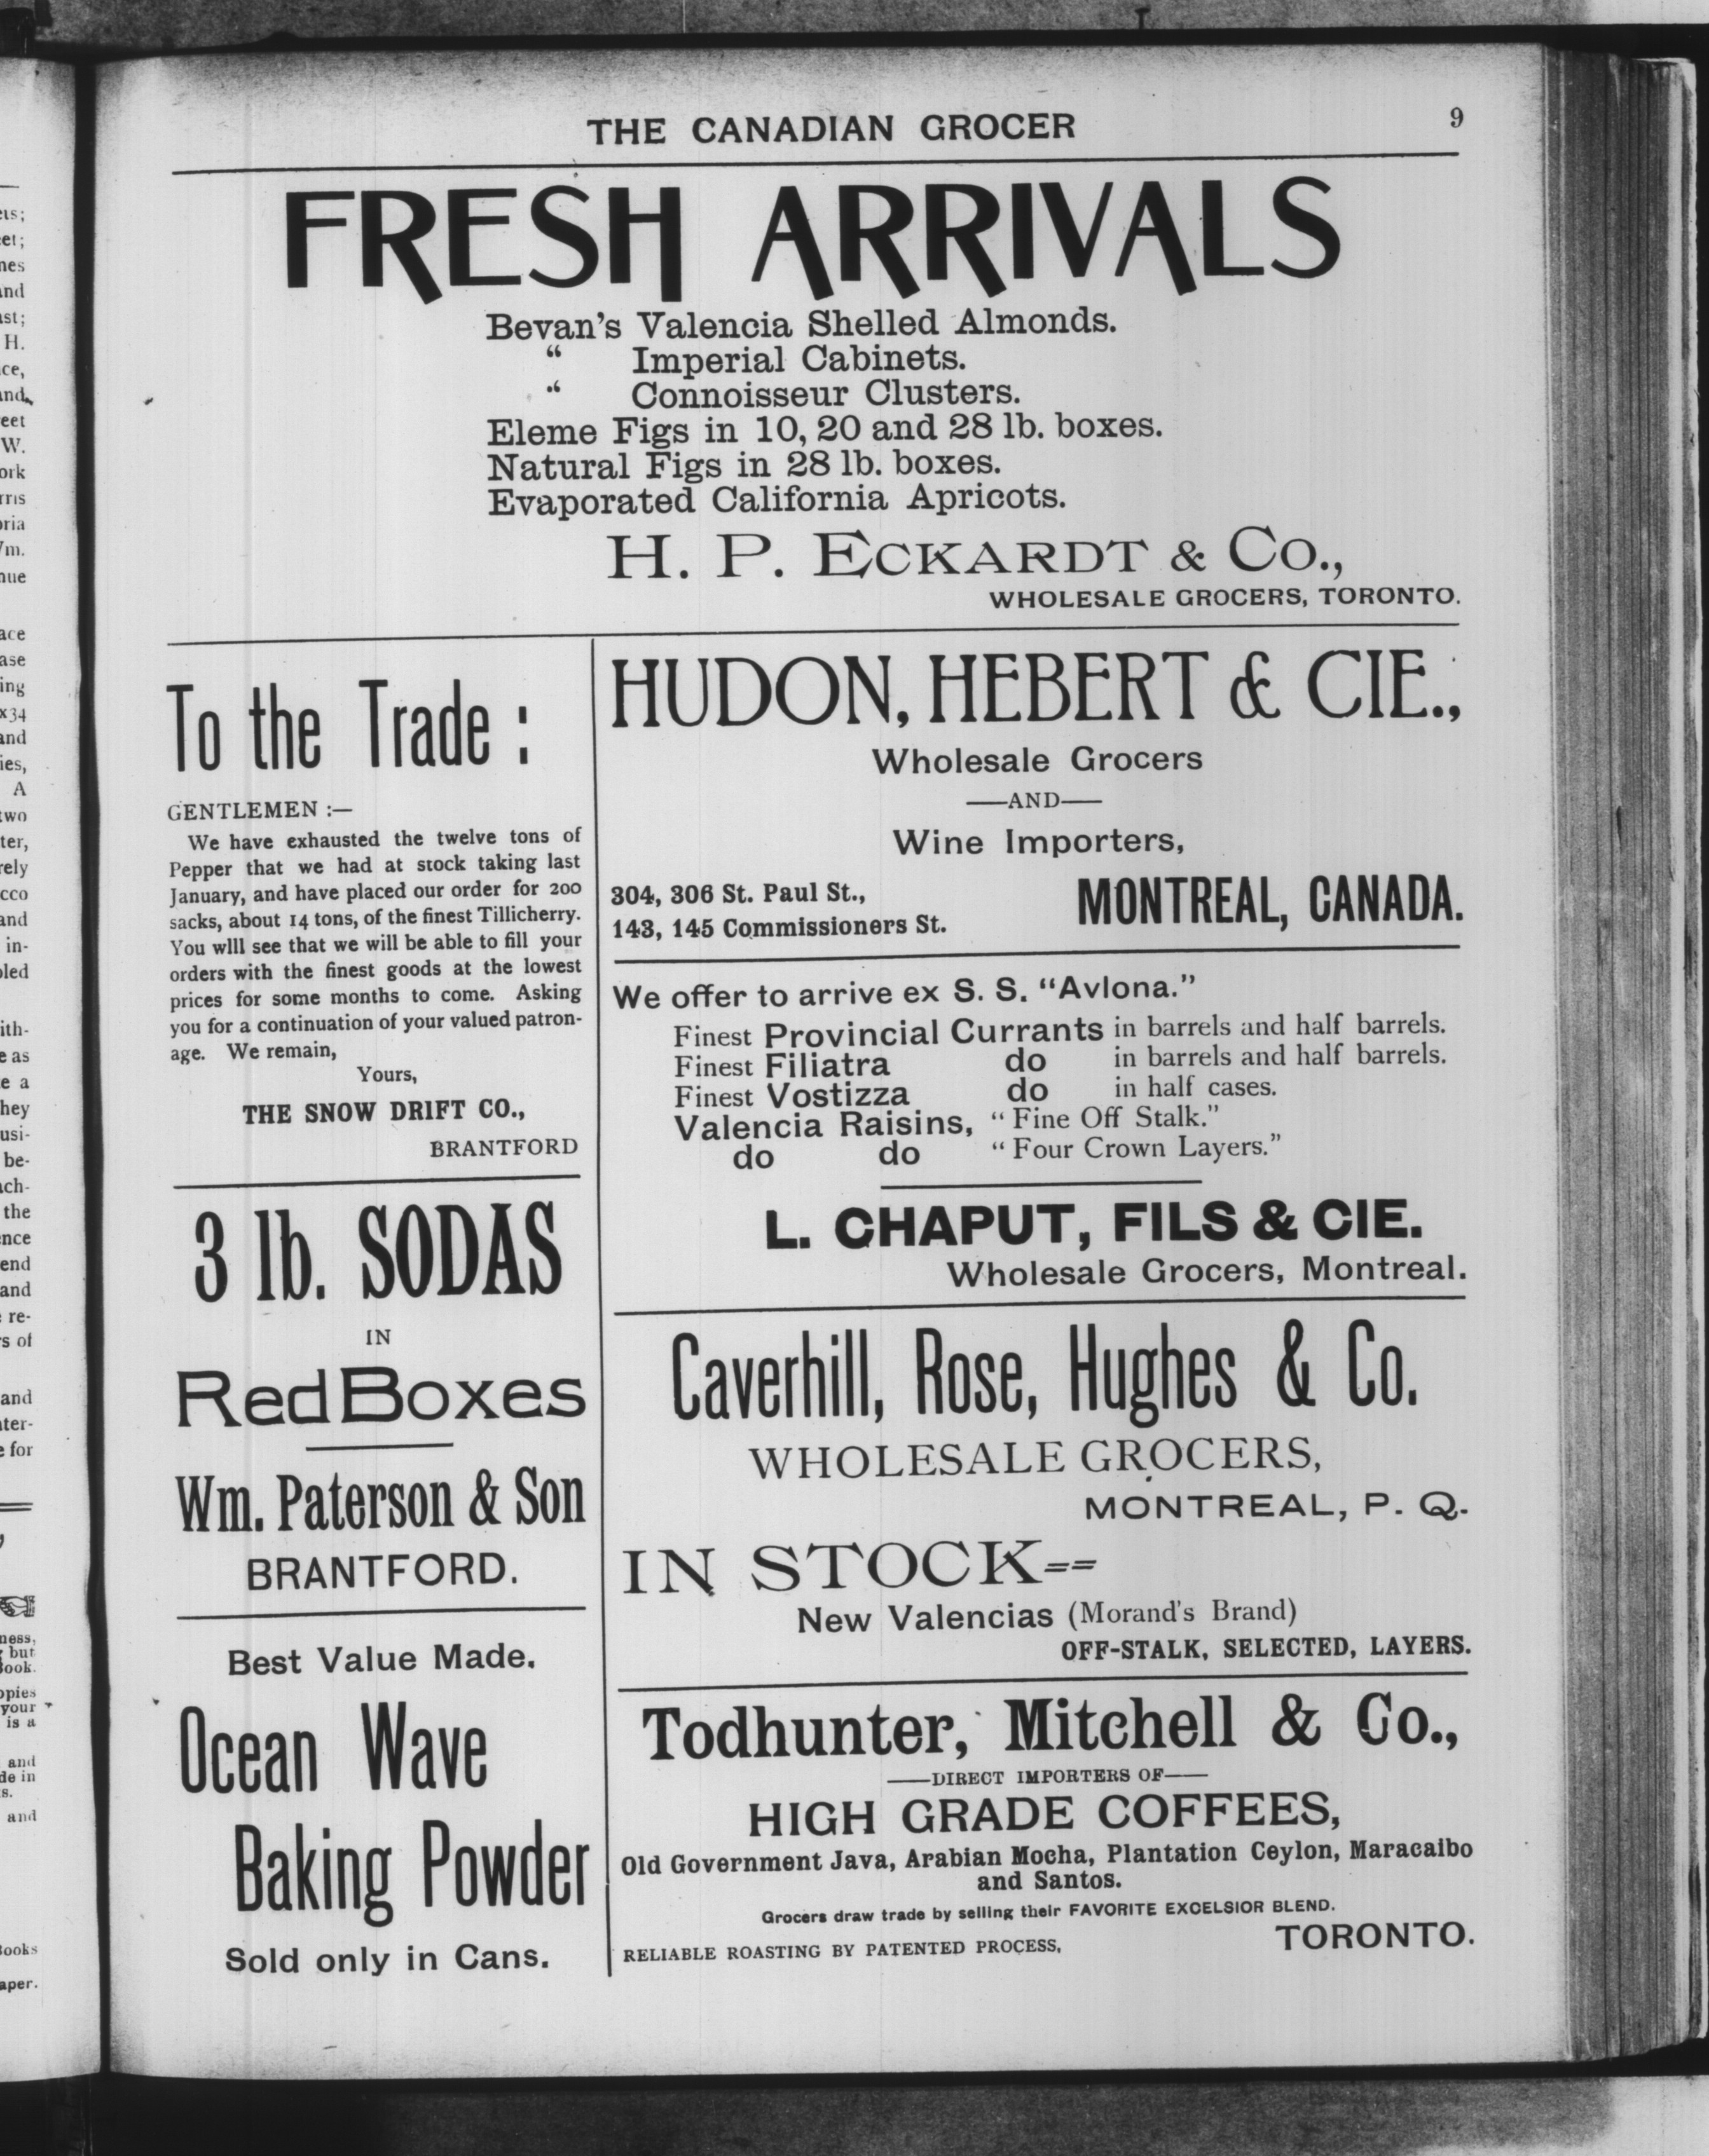 THE CANADIAN GROCER
9
FRESH ARRIVALS
Bevan's Valencia Shelled Almonds.
" Imperial Cabinets.
" Connoisseur Clusters.
Eleme Figs in 10, 20 and 28 lb. boxes.
Natural Figs in 28 lb. boxes.
Evaporated California Apricots.
H. P. ECKARDT & CO.,
WHOLESALE GROCERS, TORONTO.
To the Trade :
GENTLEMEN :—
We have exhausted the twelve tons of
Pepper that we had at stock taking last
January, and have placed our order for 200
sacks, about 14 tons, of the finest Tillicherry.
You wlll see that we will be able to fill your
orders with the finest goods at the lowest
prices for some months to come. Asking
you for a continuation of your valued patron-
age. We remain,
Yours,
THE SNOW DRIFT CO.,
BRANTFORD
3 lb. SODAS
IN
Red Boxes
Wm. Paterson & Son
BRANTFORD.
Best Value Made.
Ocean Wave
Baking Powder
Sold only in Cans.
HUDON, HEBERT & CIE.,
Wholesale Grocers
—AND—
Wine Importers,
304, 306 St. Paul St.,
143, 145 Commissioners St.
MONTREAL, CANADA.
We offer to arrive ex S. S. "Avlona."
Finest Provincial Currants in barrels and half barrels.
Finest Filiatra do in barrels and half barrels.
Finest Vostizza do in half cases.
Valencia Raisins, "Fine Off Stalk."
do do "Four Crown Layers."
L. CHAPUT, FILS & CIE.
Wholesale Grocers, Montreal.
Caverhill, Rose, Hughes & Co.
WHOLESALE GROCERS,
MONTREAL, P. Q.
IN STOCK==
New Valencias (Morand's Brand)
OFF-STALK, SELECTED, LAYERS.
Todhunter, Mitchell & Co.,
—DIRECT IMPORTERS OF—
HIGH GRADE COFFEES,
Old Government Java, Arabian Mocha, Plantation Ceylon, Maracaibo
and Santos.
Grocers draw trade by selling their FAVORITE EXCELSIOR BLEND.
RELIABLE ROASTING BY PATENTED PROCESS,
TORONTO.